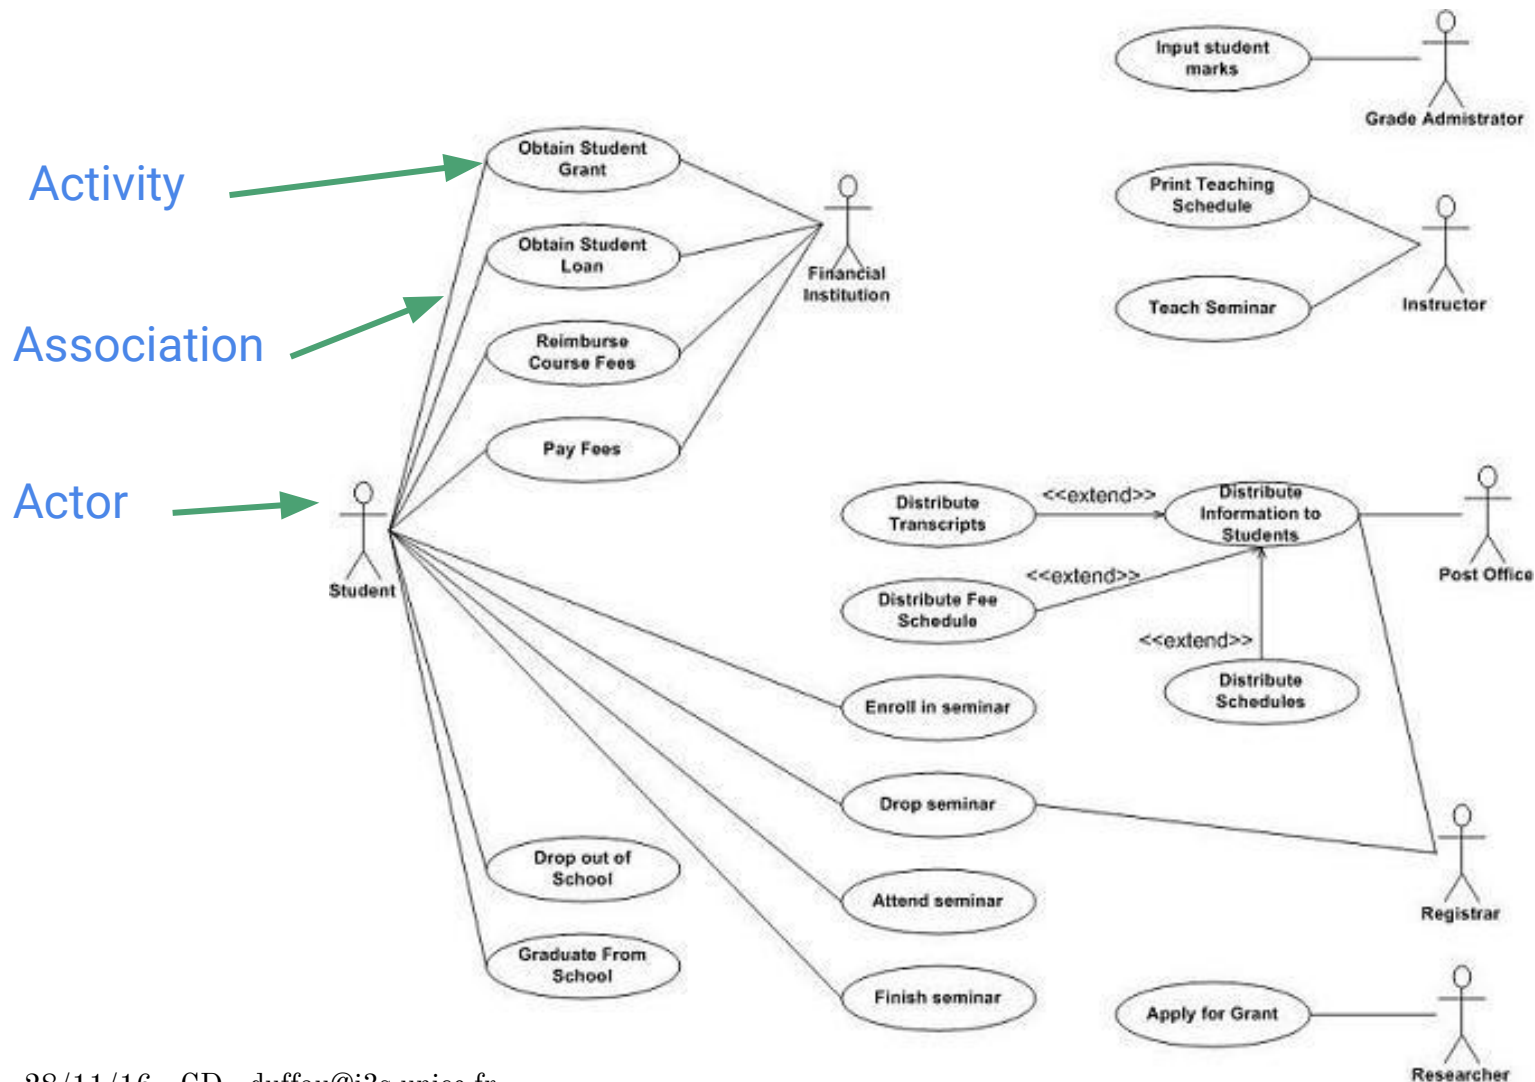 Input student
marks
Grade Admistrator
Obtain Student
Grant
Activity
Print Teaching
Schedule
Obtain Student
Loan
Financial
Institution
Teach Seminar
Instructor
Association
Reimburse
Course Fees
Pay Fees
Actor
Student
Distribute
Transcripts
<<extend>>
Distribute
Information to
Students
Post Office
<<extend>>
Distribute Fee
Schedule
<<extend>>
Distribute
Schedules
Enroll in seminar
Drop seminar
Drop out of
School
Attend seminar
Registrar
Graduate From
School
Finish seminar
Apply for Grant
Researcher
28/11/16